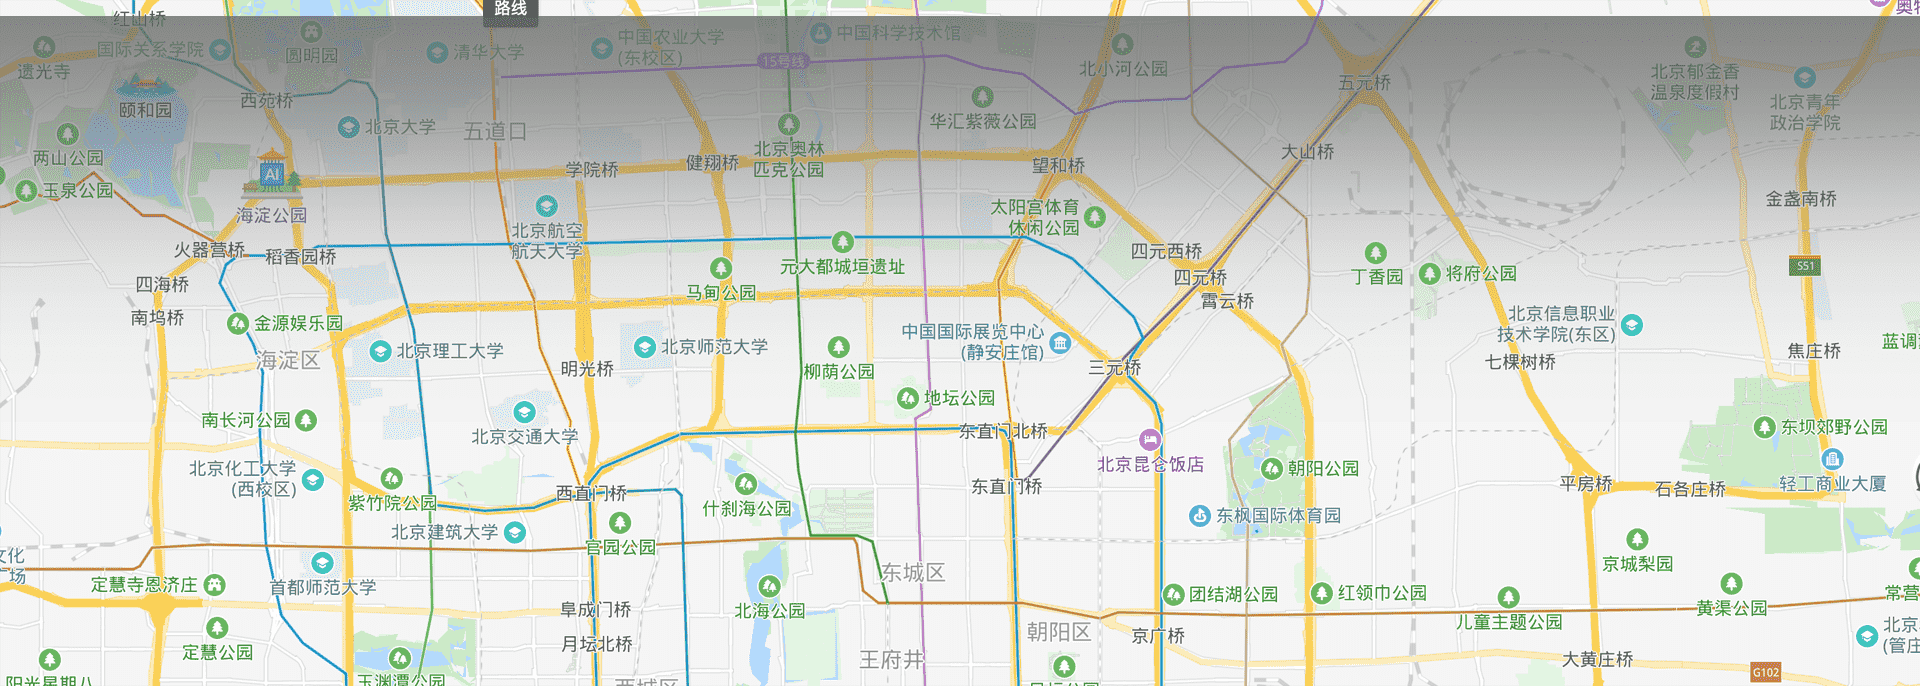 路线
红山桥
国际关系学院
圆明园
清华大学
中国农业大学
(东校区)
中国科学技术馆
15号线
遗光寺
北小河公园
五元桥
北京郁金香
温泉度假村
北京青年
政治学院
颐和园
西苑桥
北京大学
五道口
华汇紫薇公园
两山公园
AI
学院桥
健翔桥
北京奥林
匹克公园
望和桥
大山桥
玉泉公园
海淀公园
北京航空
航天大学
太阳宫体育
休闲公园
金盏南桥
火器营桥
稻香园桥
元大都城垣遗址
四元西桥
四元桥
丁香园
将府公园
S51
四海桥
马甸公园
霄云桥
南坞桥
金源娱乐园
中国国际展览中心
(静安庄馆)
北京信息职业
技术学院(东区)
海淀区
北京理工大学
北京师范大学
七棵树桥
焦庄桥
明光桥
柳荫公园
三元桥
地坛公园
南长河公园
北京交通大学
东直门北桥
东坝郊野公园
北京昆仑饭店
朝阳公园
北京化工大学
(西校区)
西直门桥
东直门桥
平房桥
石各庄桥
轻工商业大厦
紫竹院公园
什刹海公园
东枫国际体育园
北京建筑大学
官园公园
京城梨园
定慧寺恩济庄
首都师范大学
东城区
北海公园
团结湖公园
红领巾公园
儿童主题公园
黄渠公园
常营
阜成门桥
朝阳区
京广桥
定慧公园
月坛北桥
王府井
大黄庄桥
G102
玉渊潭公园